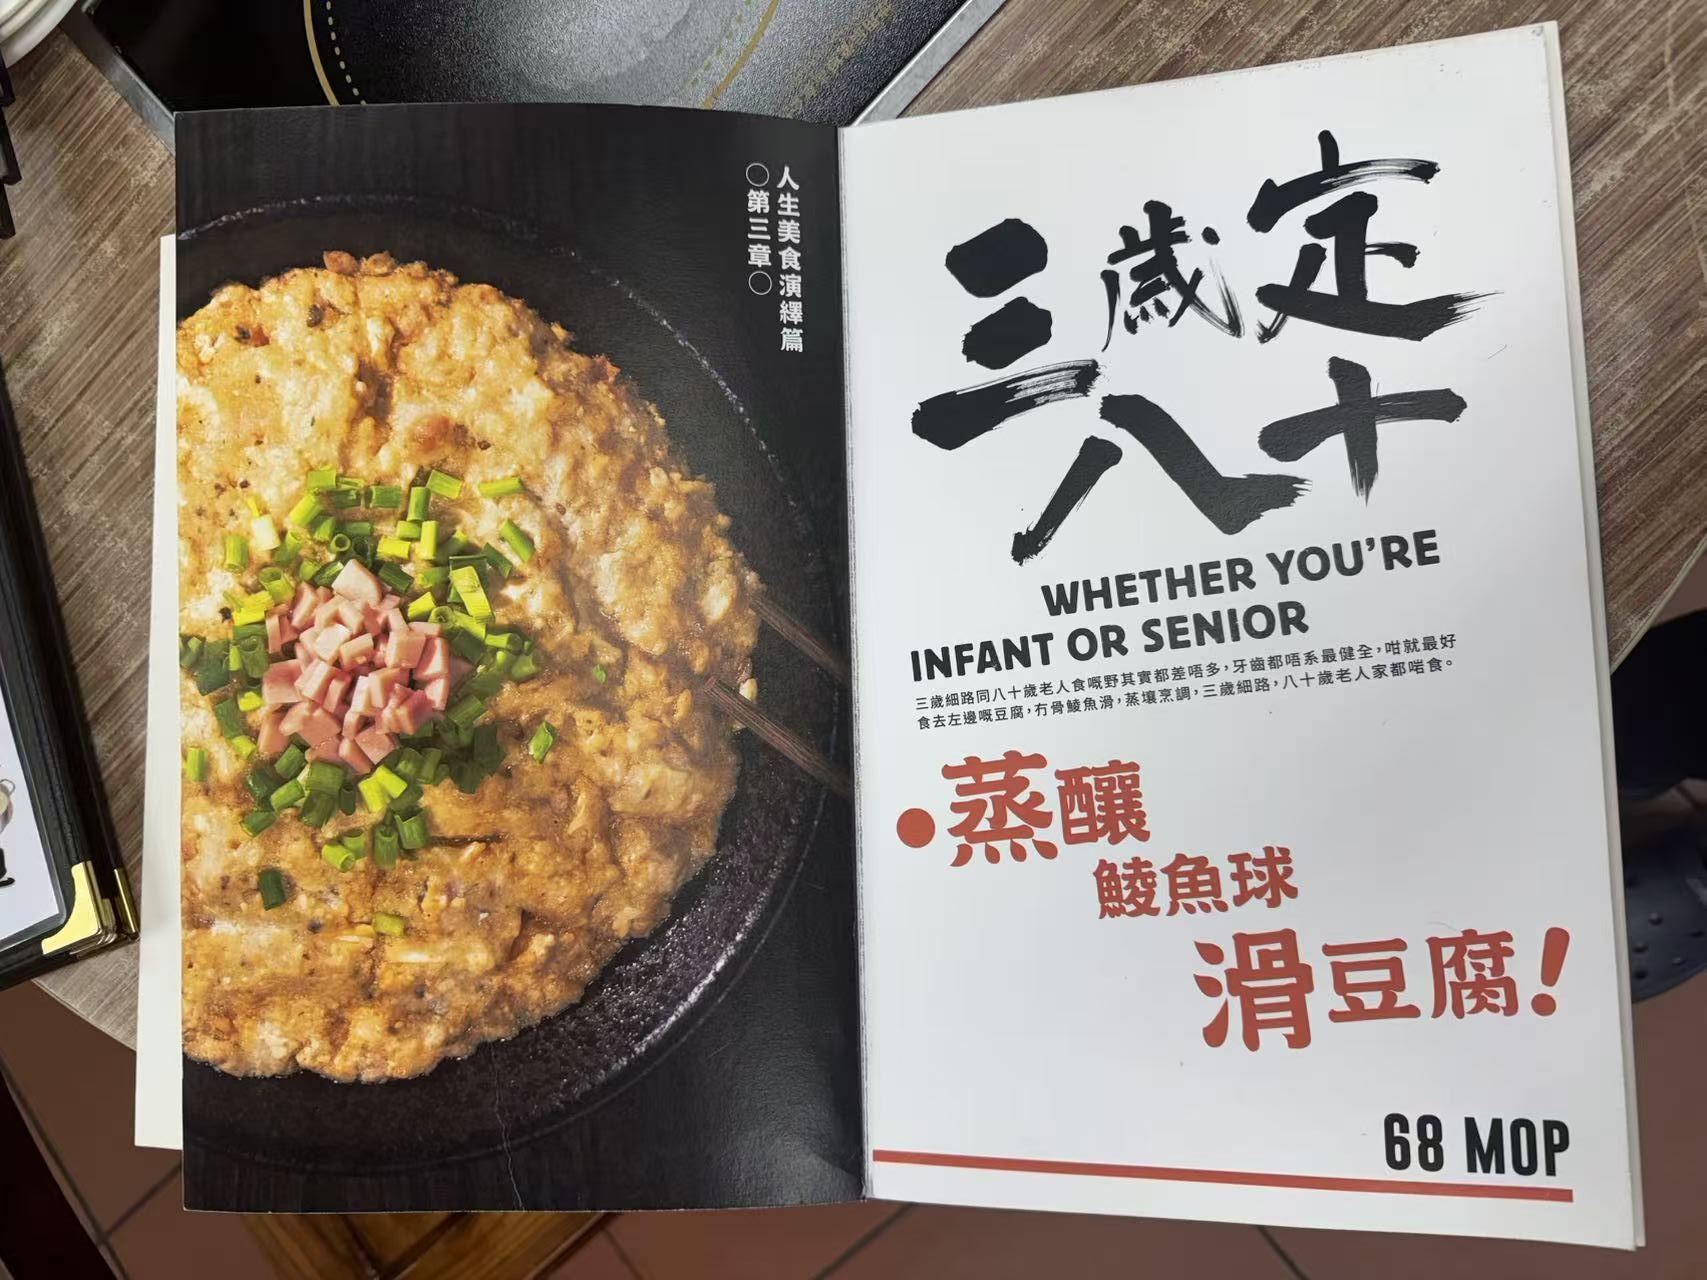 人生美食演繹篇
○第三章○
三歲定
八十
WHETHER YOU'RE
INFANT OR SENIOR
三歲細路同八十歲老人食嘅野其實都差唔多，牙齒都唔系最健全，咁就最好
食去左邊嘅豆腐，冇骨鯪魚滑，蒸壤烹調，三歲細路，八十歲老人家都啱食。
•蒸釀
鯪魚球
滑豆腐！
68 MOP